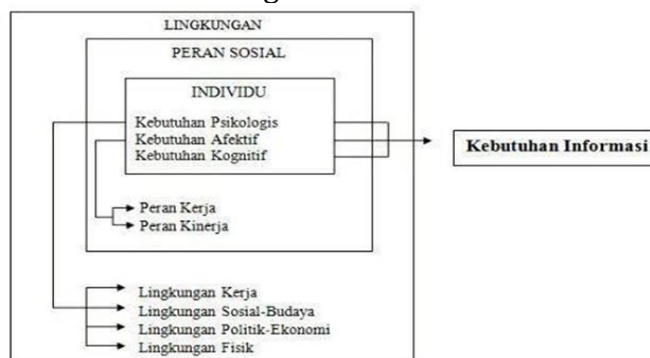 LINGKUNGAN
PERAN SOSIAL
INDIVIDU
Kebutuhan Psikologis
Kebutuhan Afektif
Kebutuhan Kognitif
Kebutuhan Informasi
Peran Kerja
Peran Kinerja
Lingkungan Kerja
Lingkungan Sosial-Budaya
Lingkungan Politik-Ekonomi
Lingkungan Fisik